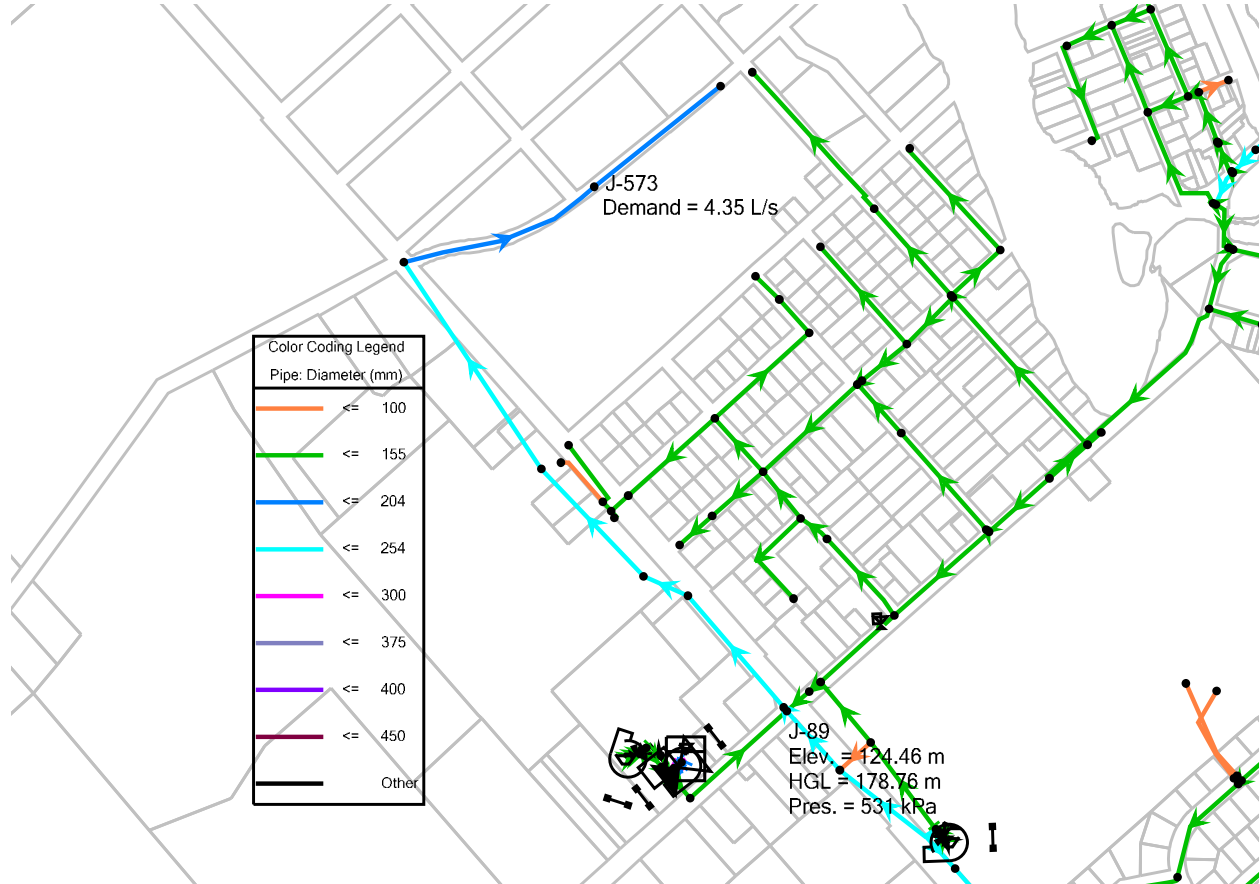 J-573
Demand = 4.35 L/s
Color Coding Legend
Pipe: Diameter (mm)
<= 100
<= 155
<= 204
<= 254
<= 300
<= 375
<= 400
<= 450
Other
J-89
Elev. = 124.46 m
HGL = 178.76 m
Pres. = 531 kPa